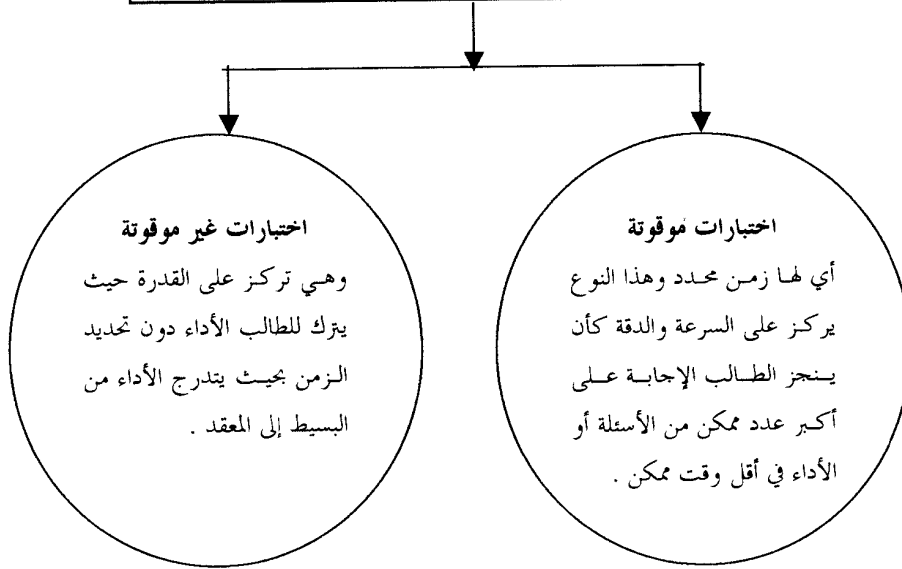 اختبارات موقوتة
أي لها زمن محدد وهذا النوع
يركز على السرعة والدقة كأن
ينجز الطالب الإجابة على
أكبر عدد ممكن من الأسئلة أو
الأداء في أقل وقت ممكن .
اختبارات غير موقوتة
وهي تركز على القدرة حيث
يترك للطالب الأداء دون تحديد
الزمن بحيث يتدرج الأداء من
البسيط إلى المعقد .